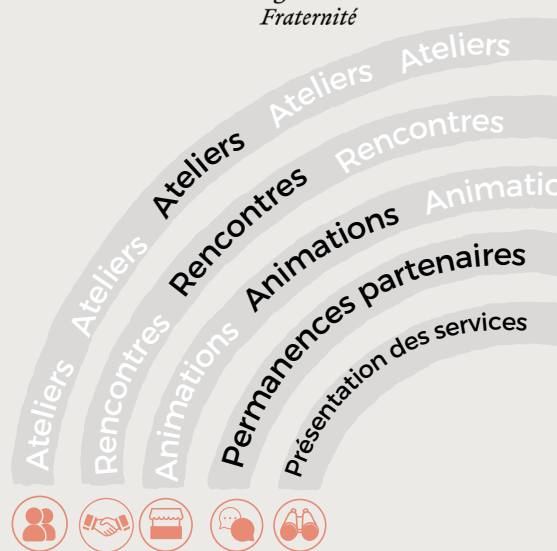 Fraternité
Ateliers Ateliers Ateliers Ateliers Ateliers
Rencontres Rencontres Rencontres
Animations Animations Animatio
Permanences partenaires
Présentation des services